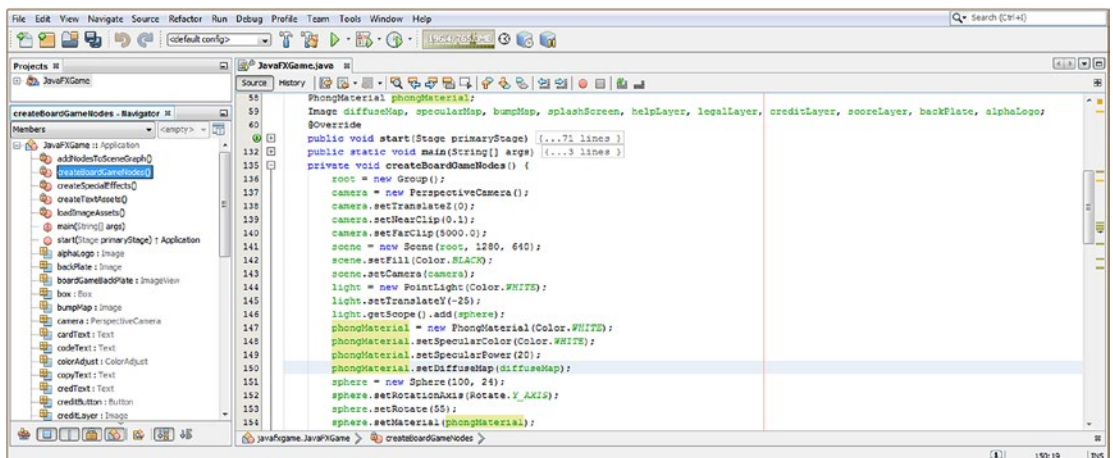 File Edit View Navigate Source Refactor Run Debug Profile Team Tools Window Help
Search (Ctrl+I)
<default config>
Projects
JavaFXGame
createBoardGameNodes - Navigator
Members
<empty>
JavaFXGame :: Application
addNodesToSceneGraph()
createBoardGameNodes()
createSpecialEffects()
createTextAssets()
loadImageAssets()
main(String[] args)
start(Stage primaryStage) ↑ Application
alphaLogo : Image
backPlate : Image
boardGameBackPlate : ImageView
box : Box
bumpMap : Image
camera : PerspectiveCamera
cardText : Text
codeText : Text
colorAdjust : ColorAdjust
copyText : Text
credText : Text
creditButton : Button
creditLayer : Image
JavaFXGame.java
Source History
58 PhongMaterial phongMaterial;
59 Image diffuseMap, specularMap, bumpMap, splashScreen, helpLayer, legalLayer, creditLayer, scoreLayer, backPlate, alphaLogo;
60 @Override
public void start(Stage primaryStage) {...71 lines }
132 public static void main(String[] args) {...3 lines }
135 private void createBoardGameNodes() {
136 root = new Group();
137 camera = new PerspectiveCamera();
138 camera.setTranslateZ(0);
139 camera.setNearClip(0.1);
140 camera.setFarClip(5000.0);
141 scene = new Scene(root, 1280, 640);
142 scene.setFill(Color.BLACK);
143 scene.setCamera(camera);
144 light = new PointLight(Color.WHITE);
145 light.setTranslateY(-25);
146 light.getScope().add(sphere);
147 phongMaterial = new PhongMaterial(Color.WHITE);
148 phongMaterial.setSpecularColor(Color.WHITE);
149 phongMaterial.setSpecularPower(20);
150 phongMaterial.setDiffuseMap(diffuseMap);
151 sphere = new Sphere(100, 24);
152 sphere.setRotationAxis(Rotate.Y_AXIS);
153 sphere.setRotate(55);
154 sphere.setMaterial(phongMaterial);
javafxgame.JavaFXGame
createBoardGameNodes
1
150:19
INS